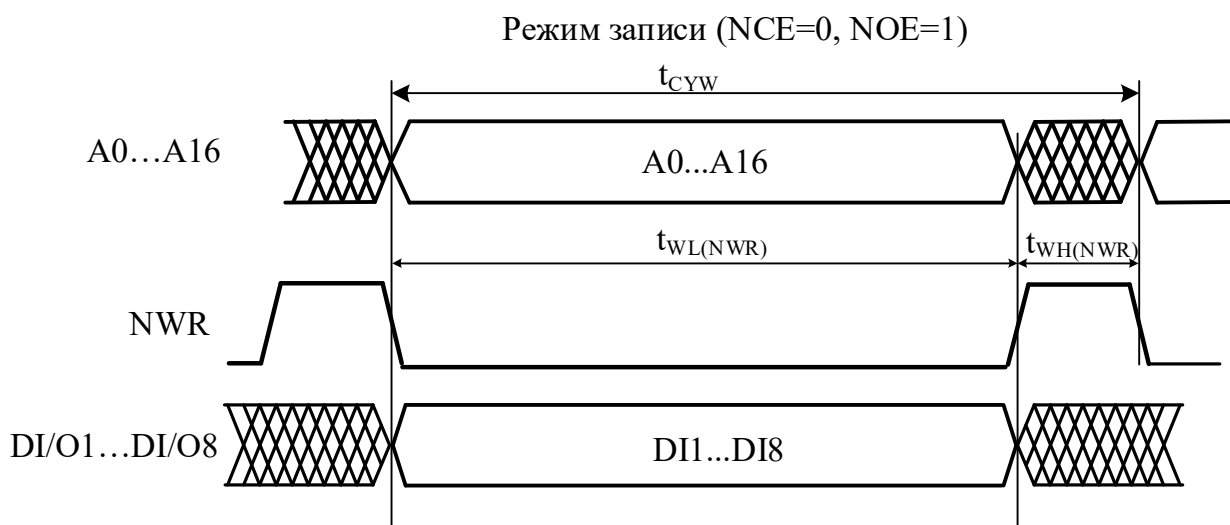 Режим записи (NCE=0, NOE=1)
tCYW
A0…A16
A0...A16
tWL(NWR)
tWH(NWR)
NWR
DI/O1…DI/O8
DI1...DI8